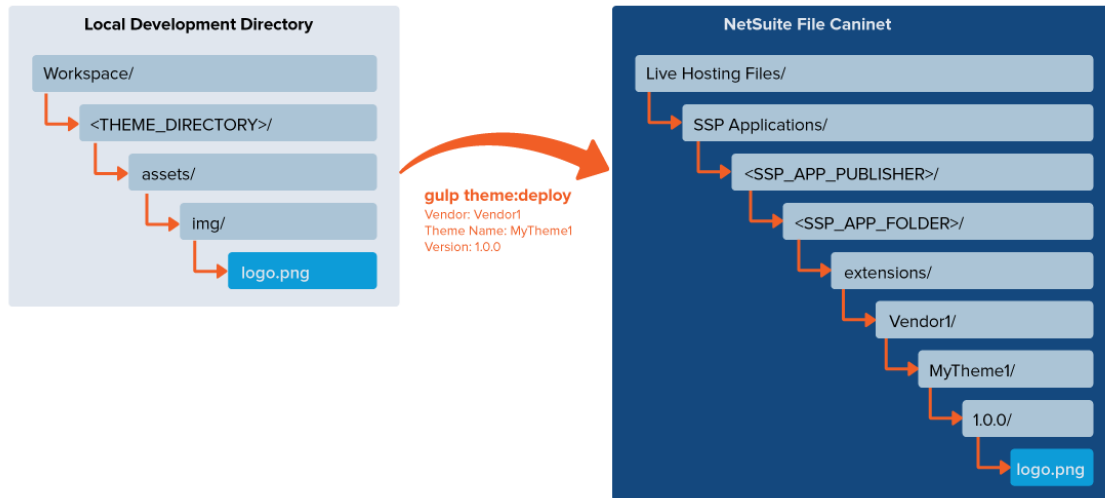 Local Development Directory
Workspace/
<THEME_DIRECTORY>/
assets/
img/
logo.png
gulp theme:deploy
Vendor: Vendor1
Theme Name: MyTheme1
Version: 1.0.0
NetSuite File Caninet
Live Hosting Files/
SSP Applications/
<SSP_APP_PUBLISHER>/
<SSP_APP_FOLDER>/
extensions/
Vendor1/
MyTheme1/
1.0.0/
logo.png